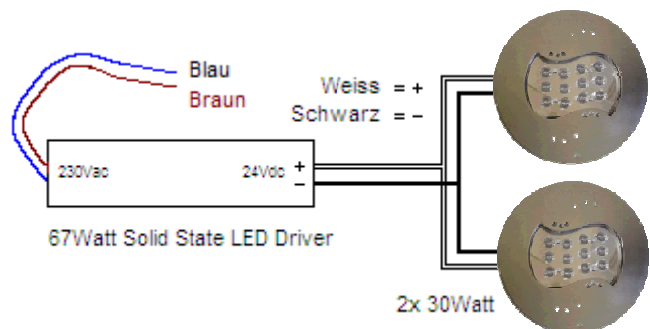 Blau
Braun
Weiss = +
Schwarz = −
230Vac
24Vdc +
−
67Watt Solid State LED Driver
2x 30Watt